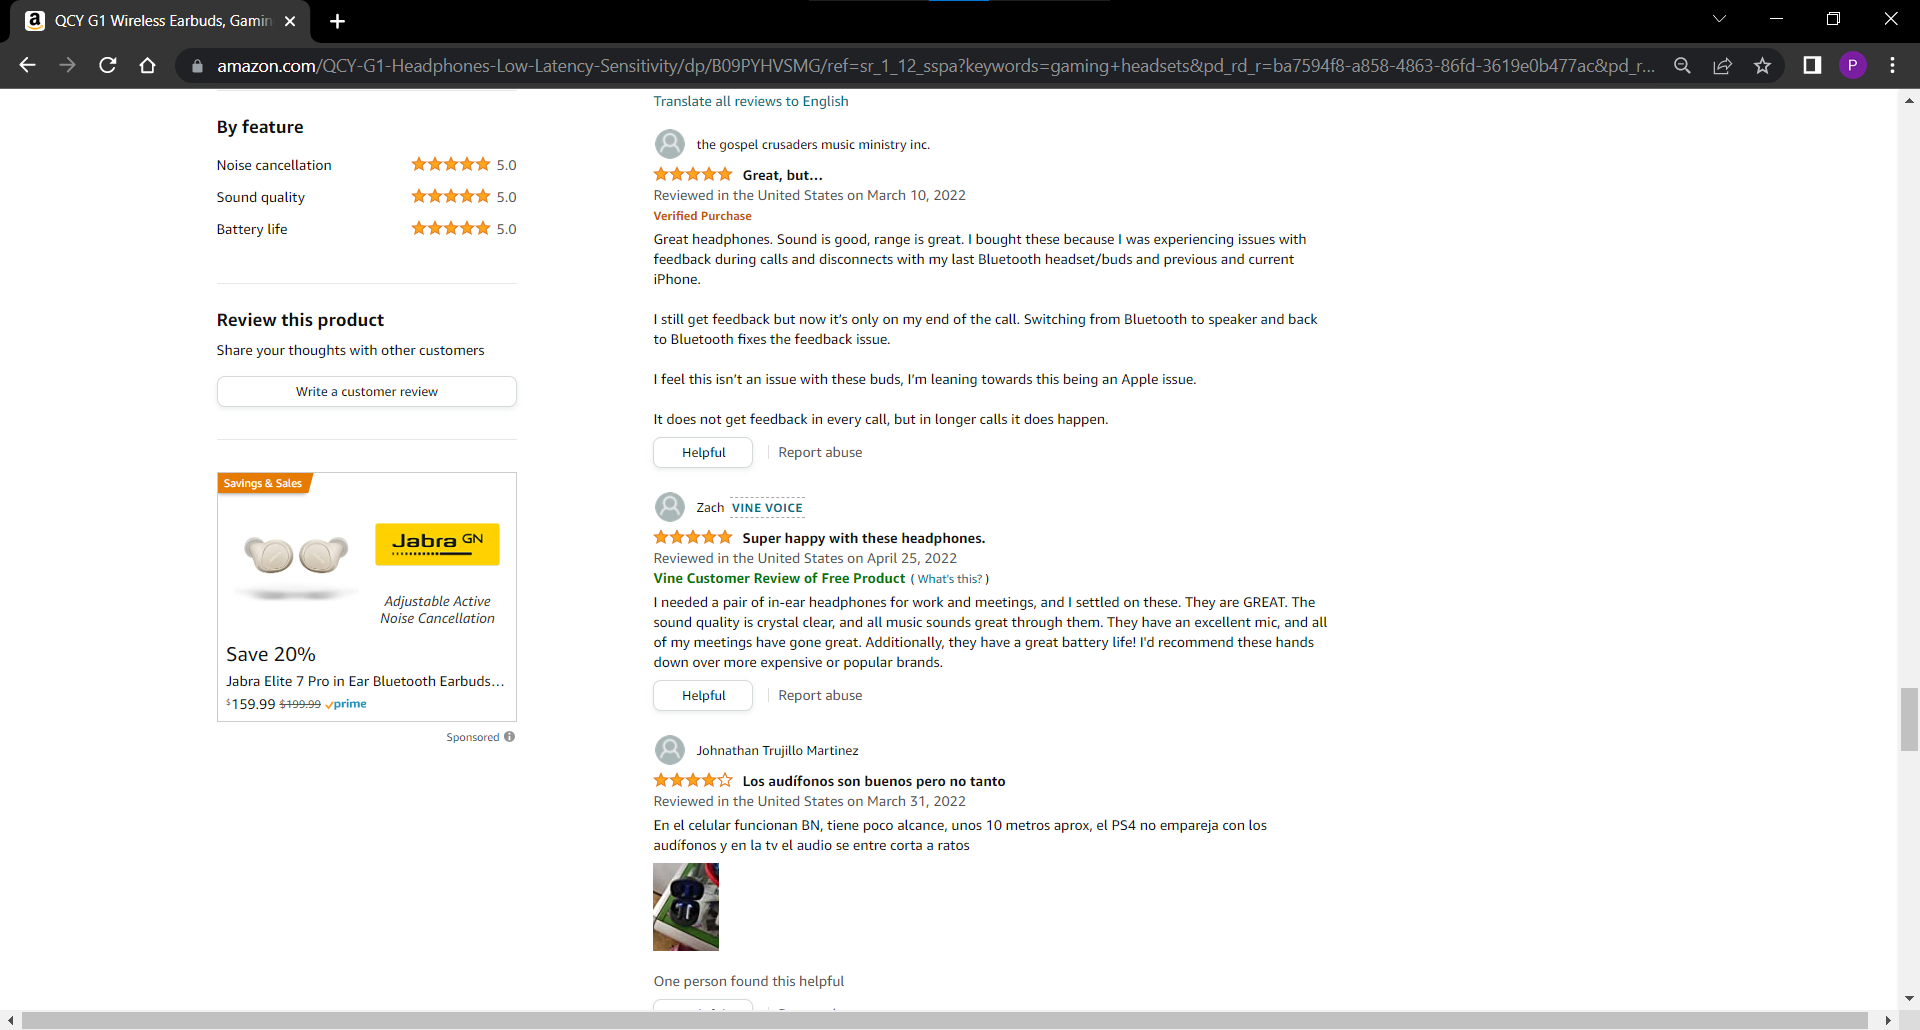 QCY G1 Wireless Earbuds, Gamin
amazon.com/QCY-G1-Headphones-Low-Latency-Sensitivity/dp/B09PYHVSMG/ref=sr_1_12_sspa?keywords=gaming+headsets&pd_rd_r=ba7594f8-a858-4863-86fd-3619e0b477ac&pd_r...
P
By feature
Noise cancellation 5.0
Sound quality 5.0
Battery life 5.0
Review this product
Share your thoughts with other customers
Write a customer review
Savings & Sales
Jabra GN
Adjustable Active
Noise Cancellation
Save 20%
Jabra Elite 7 Pro in Ear Bluetooth Earbuds...
$159.99 $199.99 prime
Sponsored
Translate all reviews to English
the gospel crusaders music ministry inc.
Great, but...
Reviewed in the United States on March 10, 2022
Verified Purchase
Great headphones. Sound is good, range is great. I bought these because I was experiencing issues with
feedback during calls and disconnects with my last Bluetooth headset/buds and previous and current
iPhone.
I still get feedback but now it's only on my end of the call. Switching from Bluetooth to speaker and back
to Bluetooth fixes the feedback issue.
I feel this isn't an issue with these buds, I'm leaning towards this being an Apple issue.
It does not get feedback in every call, but in longer calls it does happen.
Helpful Report abuse
Zach VINE VOICE
Super happy with these headphones.
Reviewed in the United States on April 25, 2022
Vine Customer Review of Free Product ( What's this? )
I needed a pair of in-ear headphones for work and meetings, and I settled on these. They are GREAT. The
sound quality is crystal clear, and all music sounds great through them. They have an excellent mic, and all
of my meetings have gone great. Additionally, they have a great battery life! I'd recommend these hands
down over more expensive or popular brands.
Helpful Report abuse
Johnathan Trujillo Martinez
Los audífonos son buenos pero no tanto
Reviewed in the United States on March 31, 2022
En el celular funcionan BN, tiene poco alcance, unos 10 metros aprox, el PS4 no empareja con los
audífonos y en la tv el audio se entre corta a ratos
One person found this helpful